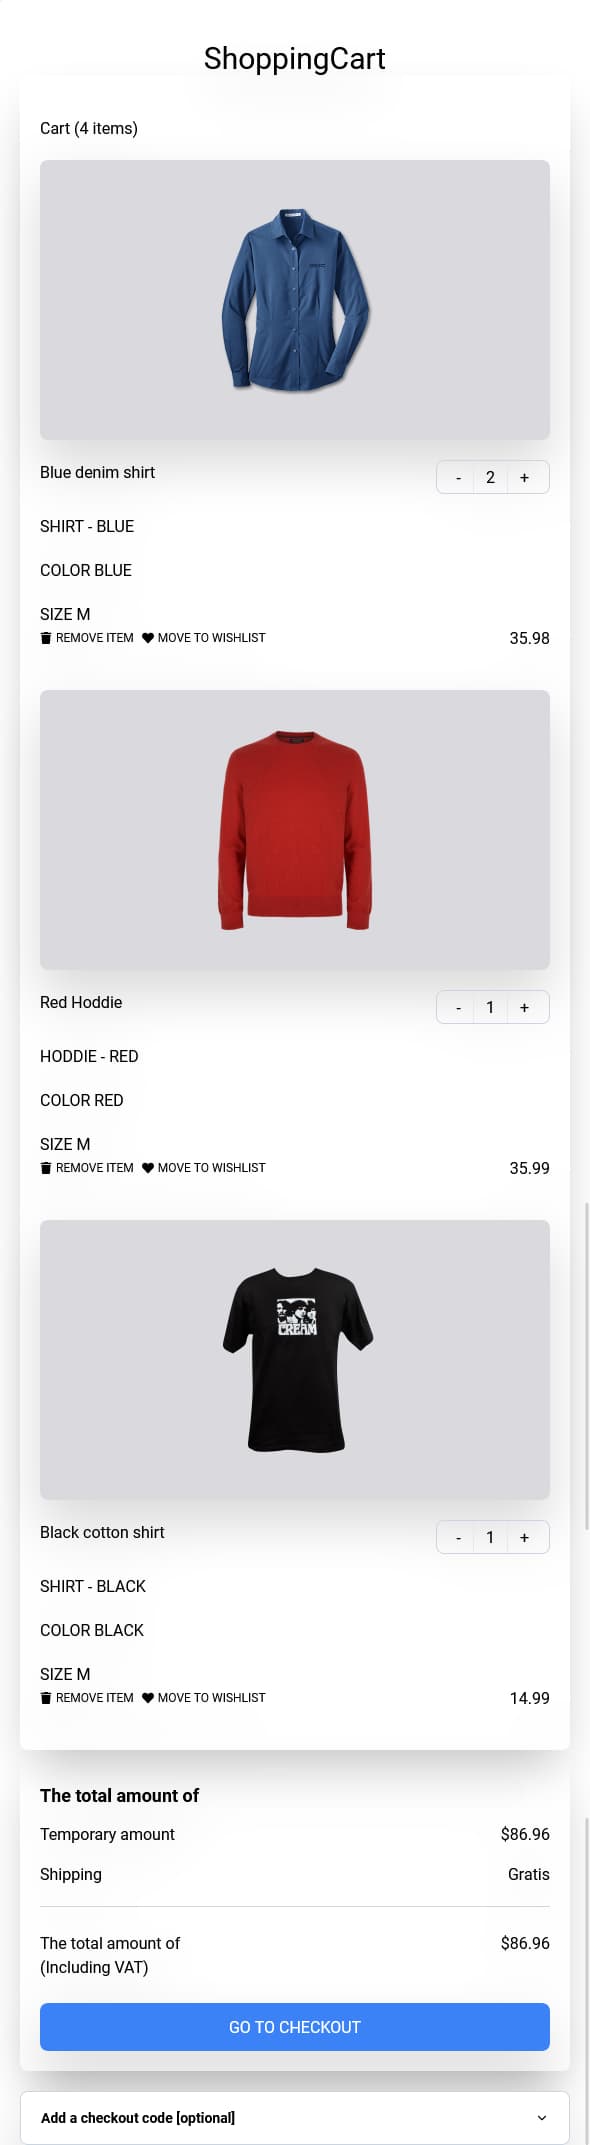 ShoppingCart
Cart (4 items)
Blue denim shirt
- 2 +
SHIRT - BLUE
COLOR BLUE
SIZE M
REMOVE ITEM MOVE TO WISHLIST
35.98
Red Hoddie
- 1 +
HODDIE - RED
COLOR RED
SIZE M
REMOVE ITEM MOVE TO WISHLIST
35.99
CREAM
Black cotton shirt
- 1 +
SHIRT - BLACK
COLOR BLACK
SIZE M
REMOVE ITEM MOVE TO WISHLIST
14.99
The total amount of
Temporary amount $86.96
Shipping Gratis
The total amount of
(Including VAT)
$86.96
GO TO CHECKOUT
Add a checkout code [optional]